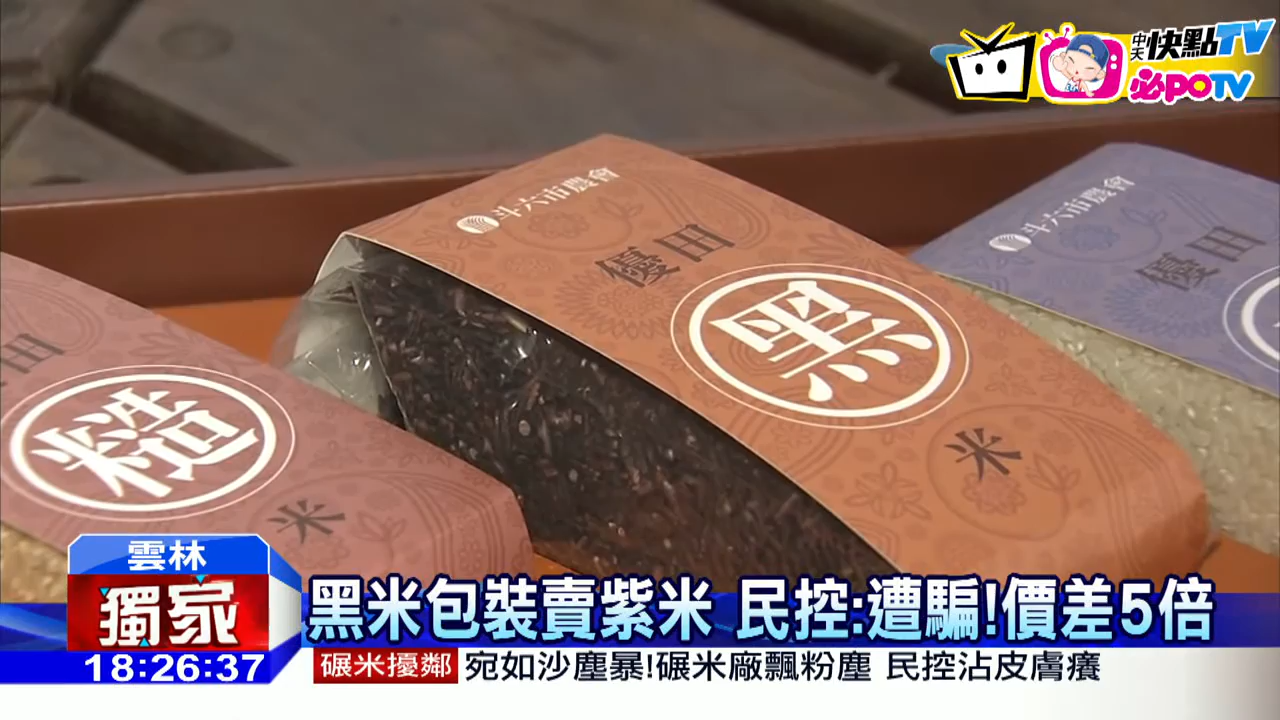 中天快點TV
必POTV
斗六市農會
優田
黑
米
斗六市農會
優田
田
糙
米
雲林
獨家
18:26:37
黑米包裝賣紫米 民控:遭騙!價差5倍
碾米擾鄰 宛如沙塵暴!碾米廠飄粉塵 民控沾皮膚癢